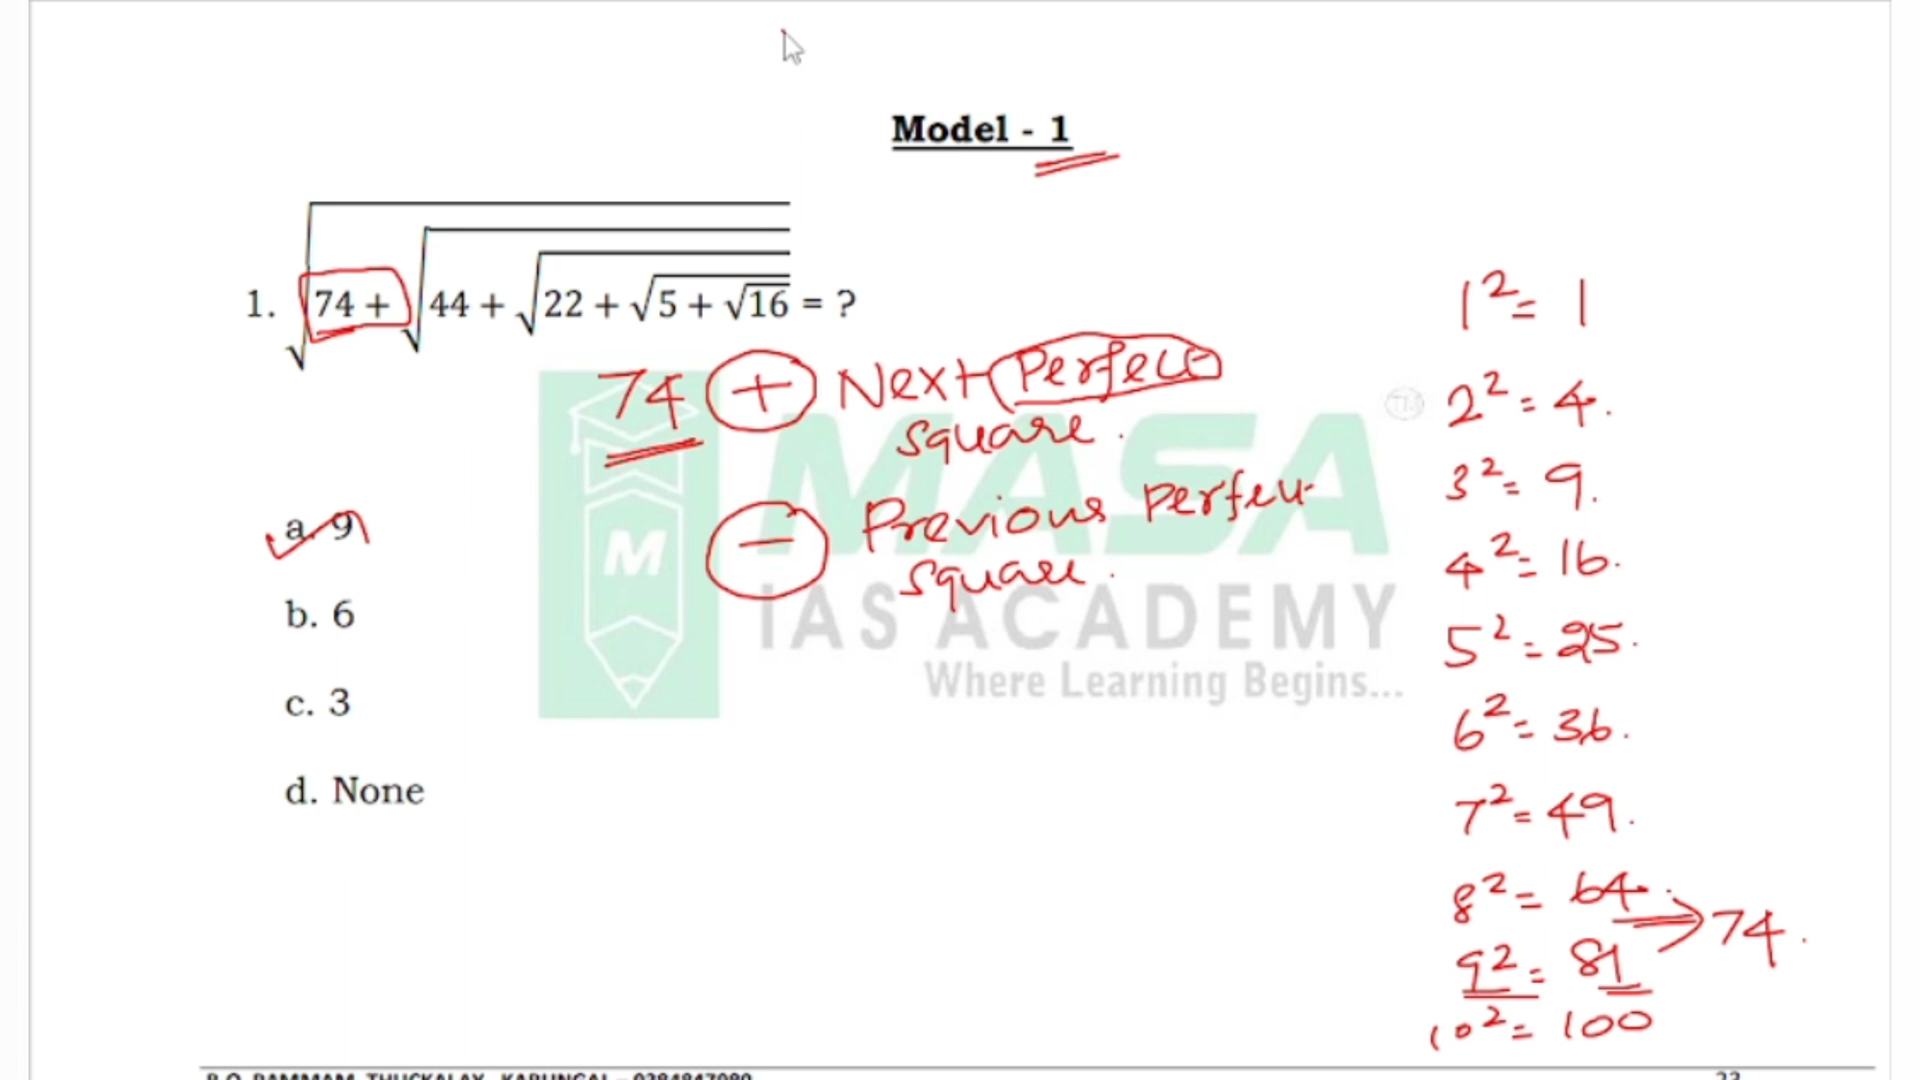 Model - 1
1. √74 + √44 + √22 + √5 + √16 = ?
74 + Next Perfect
square.
- Previous Perfect
square.
a. 9
b. 6
c. 3
d. None
1² = 1
2² = 4.
3² = 9.
4² = 16.
5² = 25.
6² = 36.
7² = 49.
8² = 64.
74.
9² = 81
10² = 100
M
MASA
IAS ACADEMY
Where Learning Begins...
23